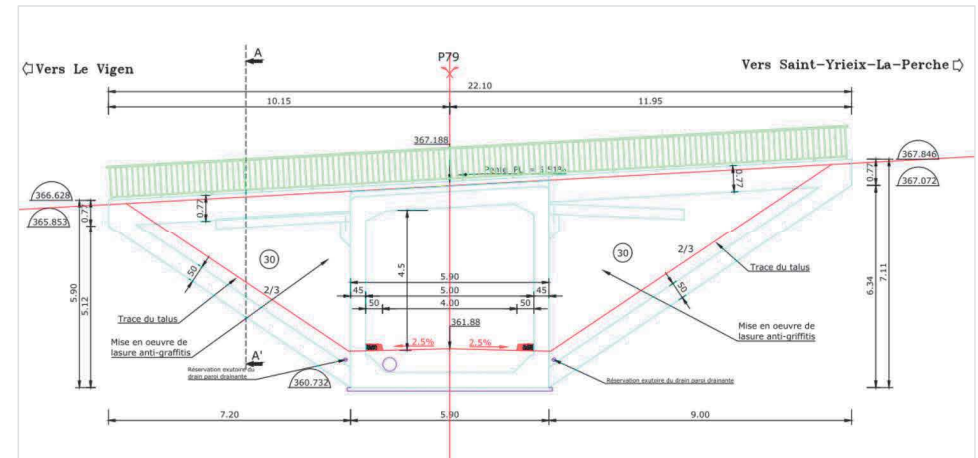 A
P79
Vers Le Vigen
Vers Saint-Yrieix-La-Perche
22.10
10.15
11.95
367.188
367.846
Pente FL = 3.51%
0.77
0.77
367.072
366.628
0.77
0.77
365.853
4.5
30
30
2/3
50
5.90
Trace du talus
2/3
45
5.00
45
50
5.90
5.12
50
4.00
50
6.34
7.11
Trace du talus
361.88
Mise en oeuvre de
lasure anti-graffitis
2.5%
2.5%
Mise en oeuvre de
lasure anti-griffitis
A'
Réservation exutoire du
drain paroi drainante
360.732
Réservation exutoire du drain paroi drainante
7.20
5.90
9.00